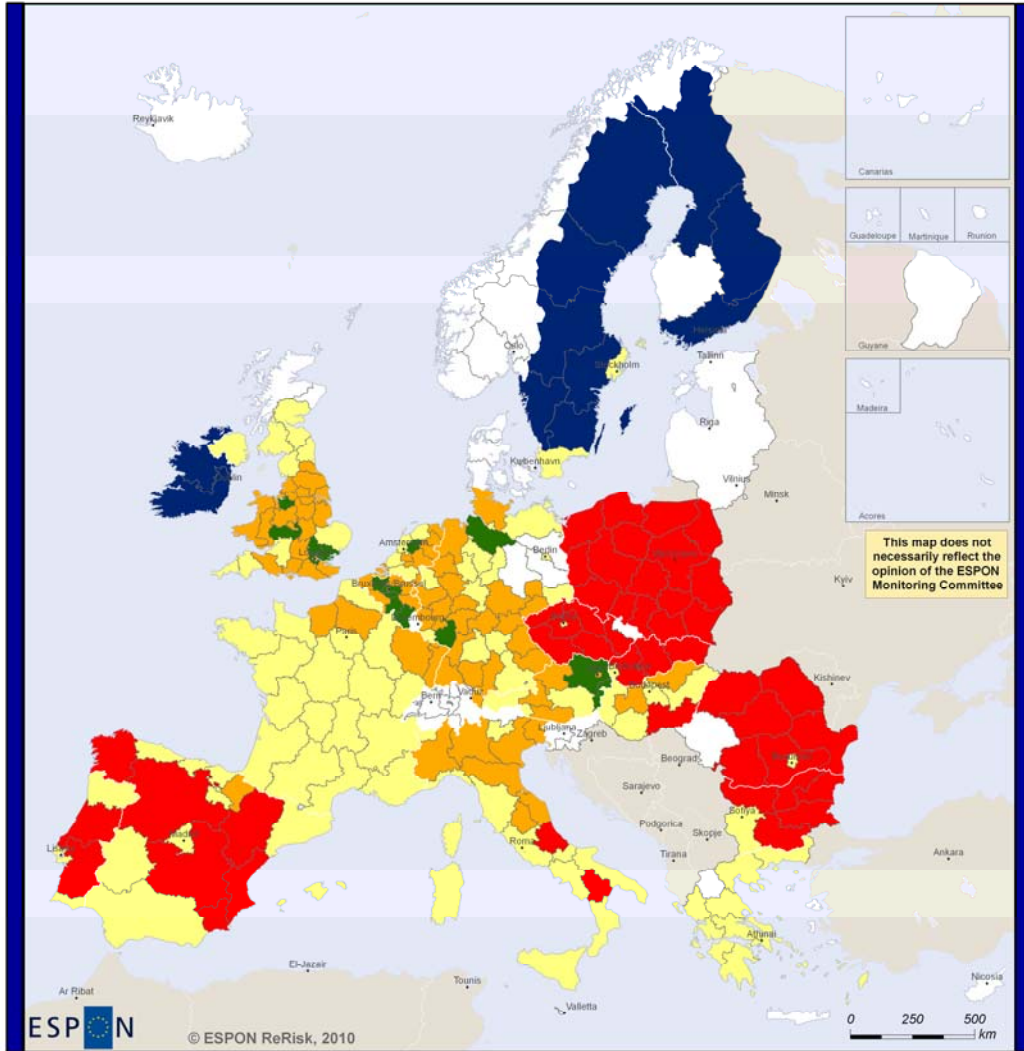 Reykjavik
Canarias
Guadeloupe
Martinique
Reunion
Guyane
Madeira
Acores
This map does not
necessarily reflect the
opinion of the ESPON
Monitoring Committee
Oslo
Helsinki
Tallinn
Stockholm
Riga
København
Vilnius
Minsk
Berlin
Kyiv
Paris
Bern
Vaduz
Budapest
Kishinev
Ljubljana
Zagreb
Beograd
Sarajevo
Sofiya
Podgorica
Skopje
Roma
Tirana
Ankara
Athinai
El-Jezair
Tounis
Ar Ribat
Valletta
Nicosia
ESPON
© ESPON ReRisk, 2010
0 250 500
km